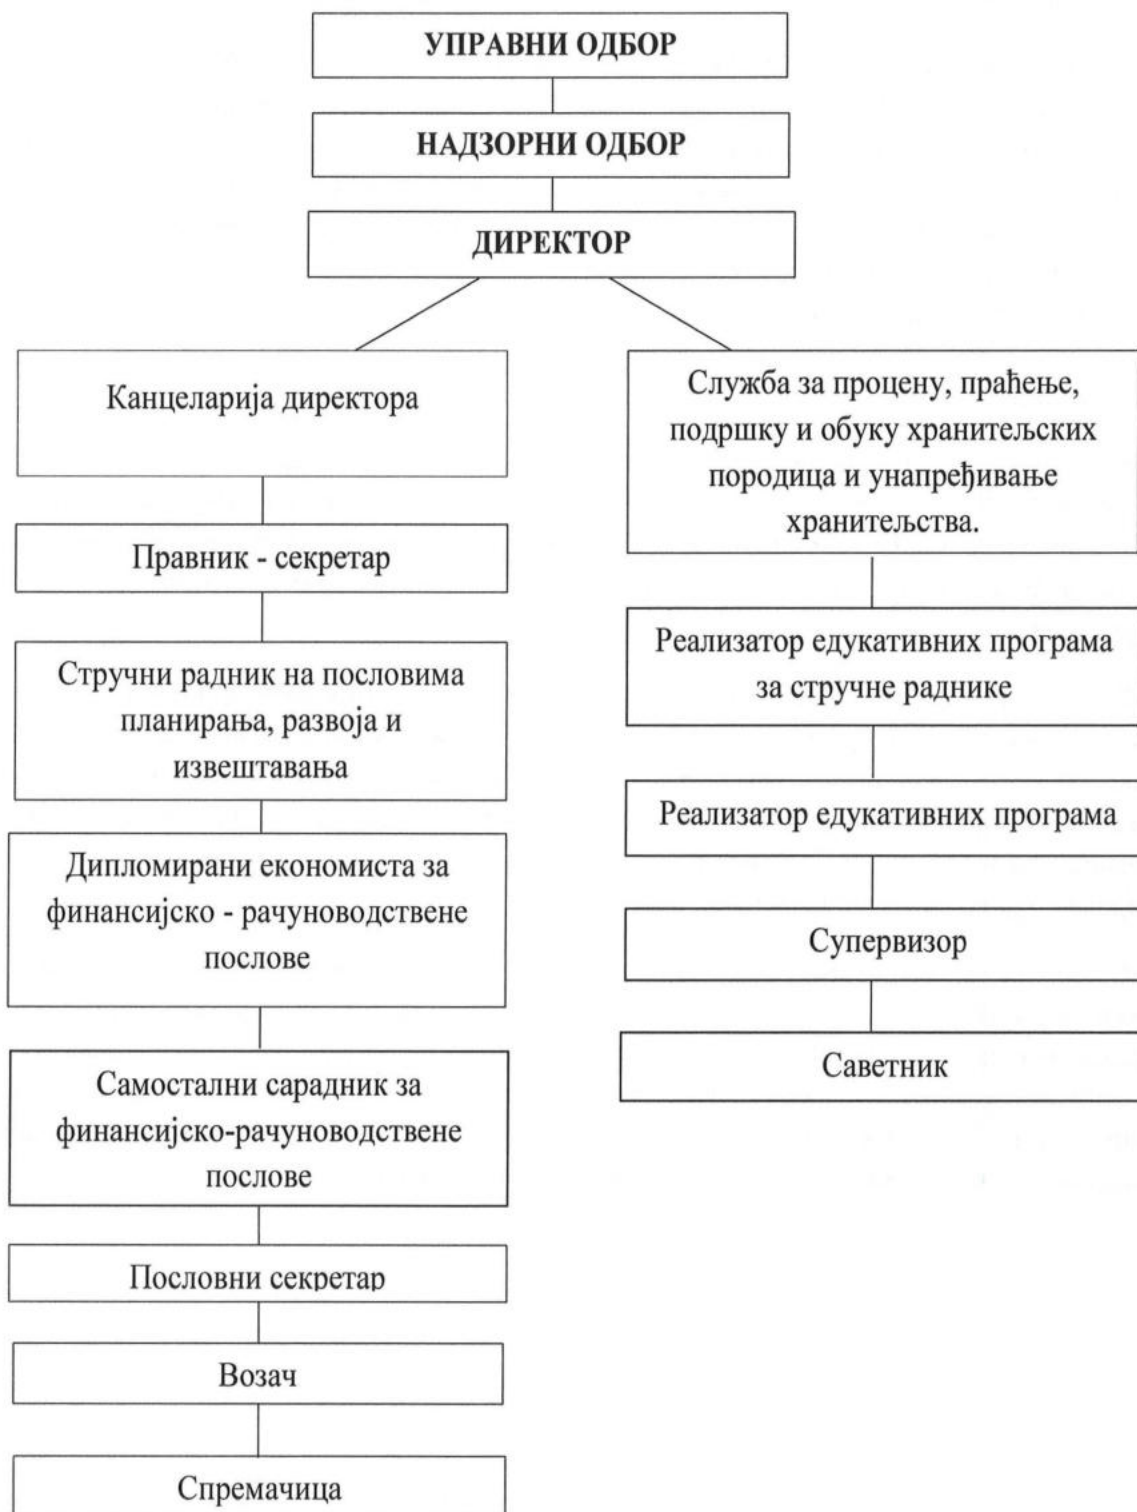 УПРАВНИ ОДБОР
НАДЗОРНИ ОДБОР
ДИРЕКТОР
Канцеларија директора
Правник - секретар
Стручни радник на пословима
планирања, развоја и
извештавања
Дипломирани економиста за
финансијско - рачуноводствене
послове
Самостални сарадник за
финансијско-рачуноводствене
послове
Пословни секретар
Возач
Спремачица
Служба за процену, праћење,
подршку и обуку хранитељских
породица и унапређивање
хранитељства.
Реализатор едукативних програма
за стручне раднике
Реализатор едукативних програма
Супервизор
Саветник